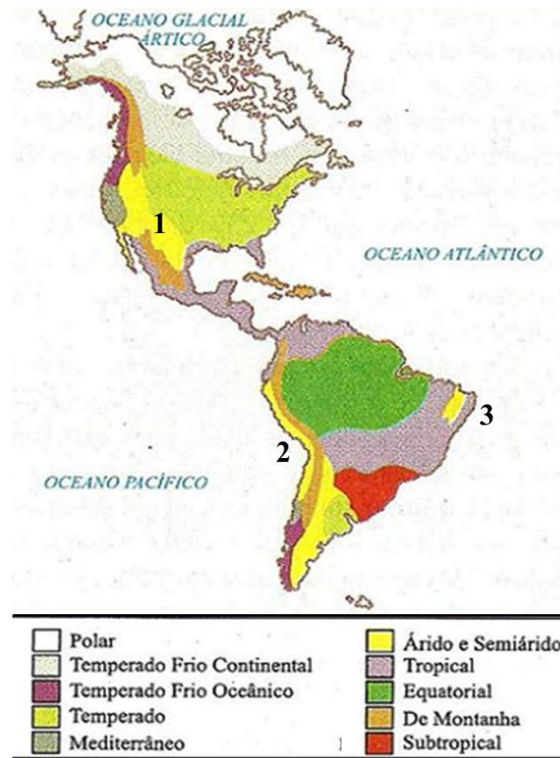 OCEANO GLACIAL
ÁRTICO
1
OCEANO ATLÂNTICO
3
2
OCEANO PACÍFICO
Polar
Temperado Frio Continental
Temperado Frio Oceânico
Temperado
Mediterrâneo
Árido e Semiárido
Tropical
Equatorial
De Montanha
Subtropical